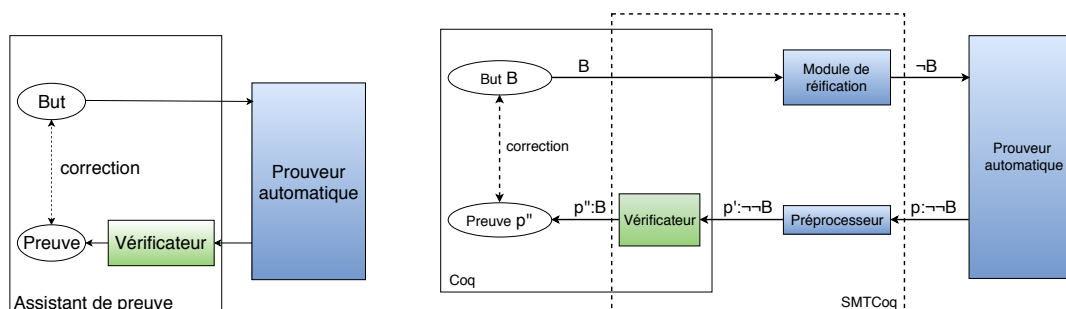 But
correction
Preuve
Vérificateur
Prouveur
automatique
Assistant de preuve
But B
B
Module de
réification
¬B
correction
Prouveur
automatique
Preuve p"
p":B
Vérificateur
p':¬¬B
Préprocesseur
p:¬¬B
Coq
SMTCoq